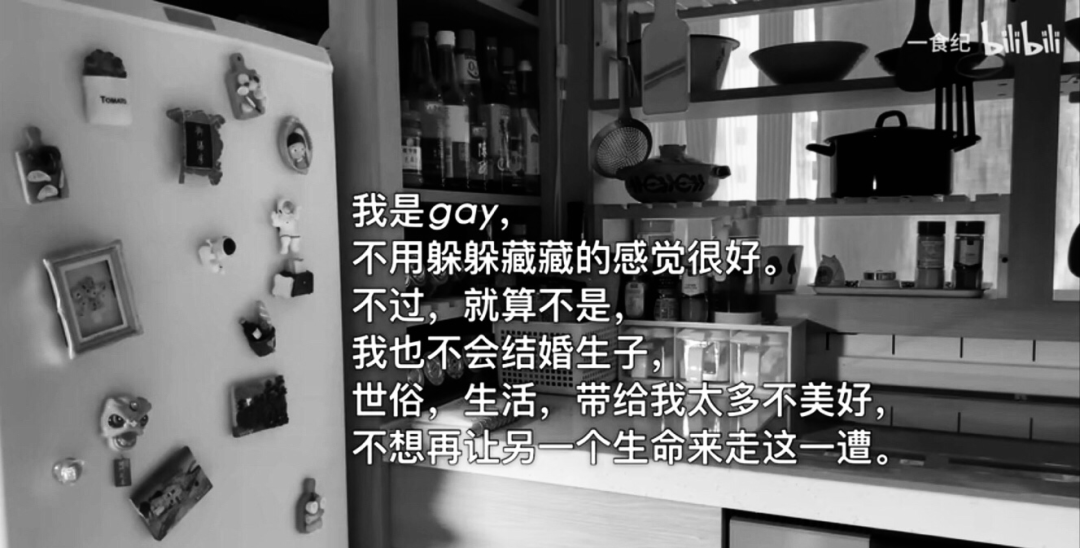 一食纪 bilibili
TOMATO
我是gay，
不用躲躲藏藏的感觉很好。
不过，就算不是，
我也不会结婚生子，
世俗，生活，带给我太多不美好，
不想再让另一个生命来走这一遭。